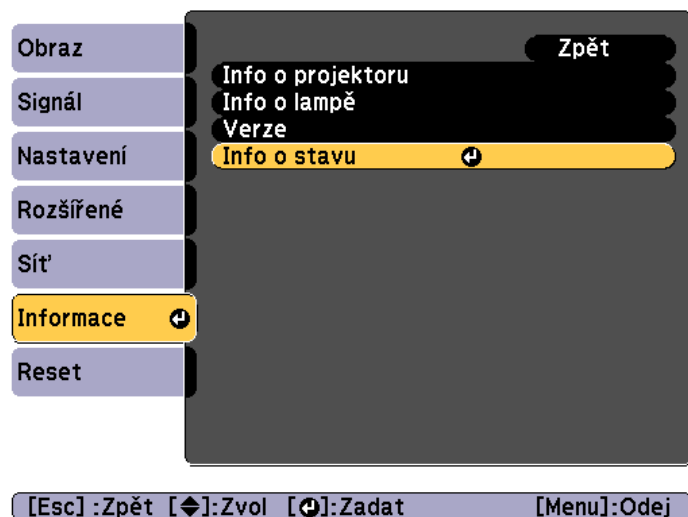 Obraz
Signál
Nastavení
Rozšířené
Síť
Informace
Reset
Zpět
Info o projektoru
Info o lampě
Verze
Info o stavu
[Esc] :Zpět [◆]:Zvol [↵]:Zadat [Menu]:Odej